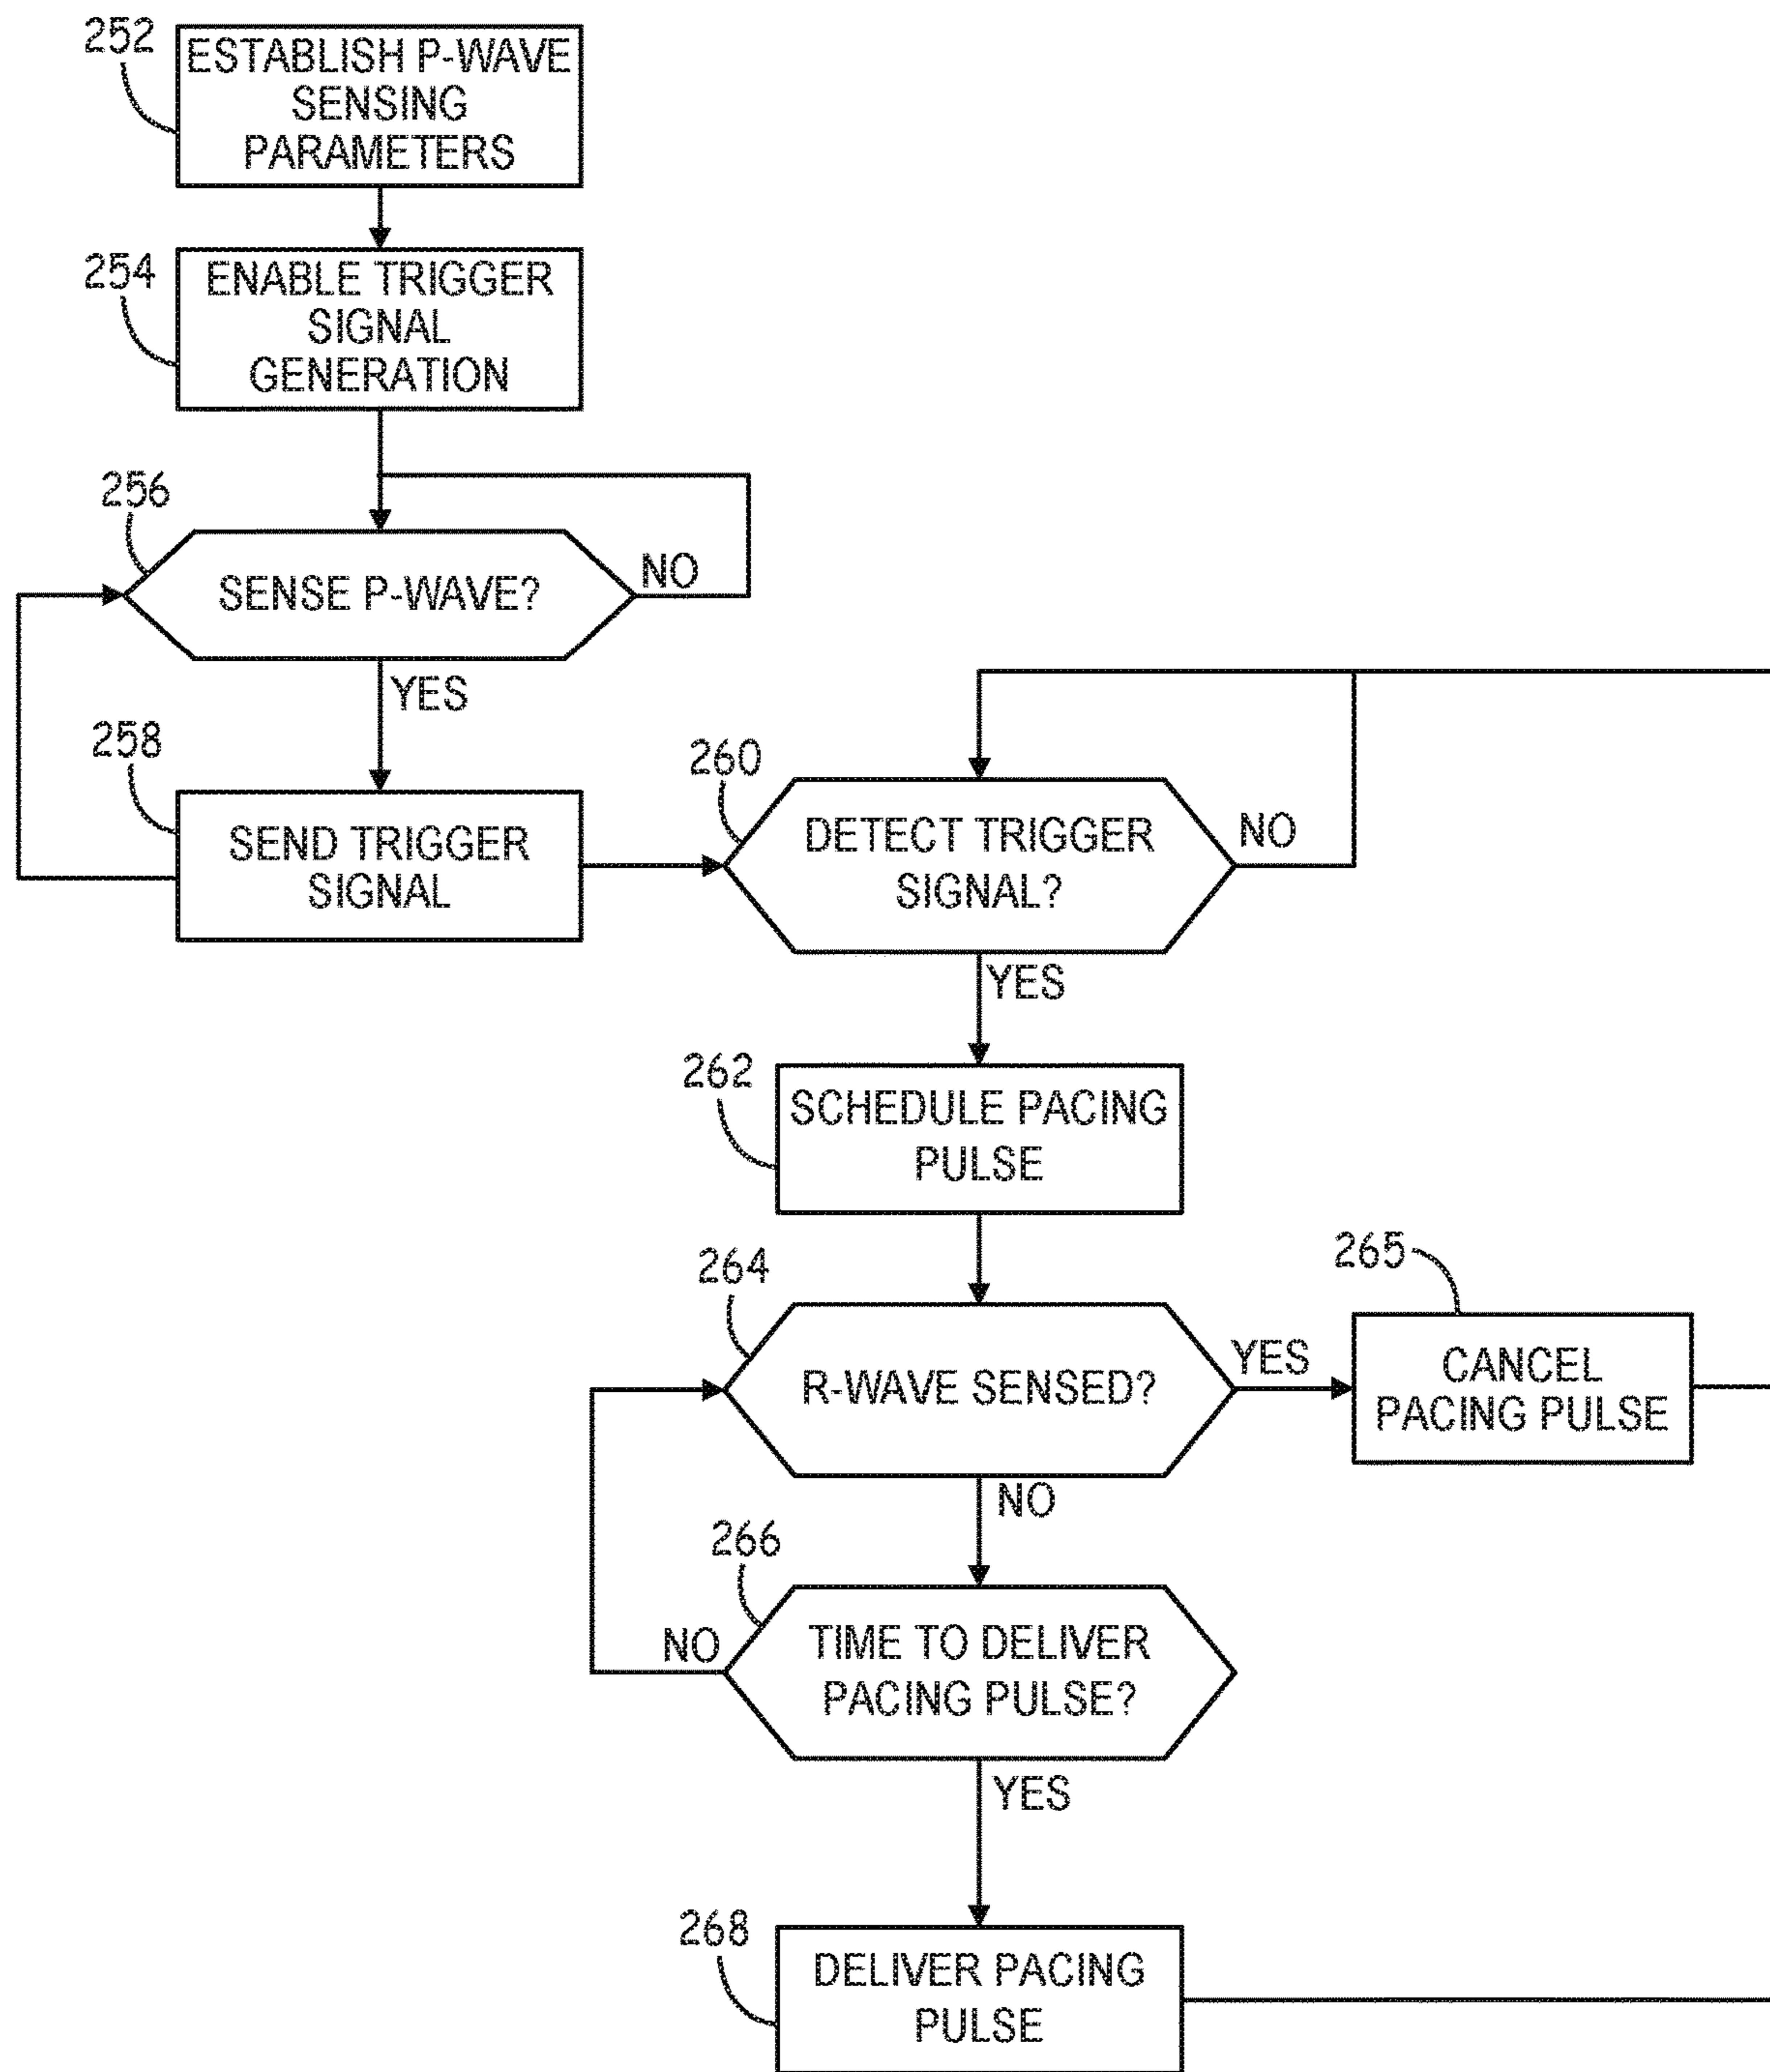 252
ESTABLISH P-WAVE
SENSING
PARAMETERS
254
ENABLE TRIGGER
SIGNAL
GENERATION
256
SENSE P-WAVE?
NO
YES
258
SEND TRIGGER
SIGNAL
260
DETECT TRIGGER
SIGNAL?
NO
YES
262
SCHEDULE PACING
PULSE
264
R-WAVE SENSED?
YES
265
CANCEL
PACING PULSE
NO
266
TIME TO DELIVER
PACING PULSE?
NO
YES
268
DELIVER PACING
PULSE